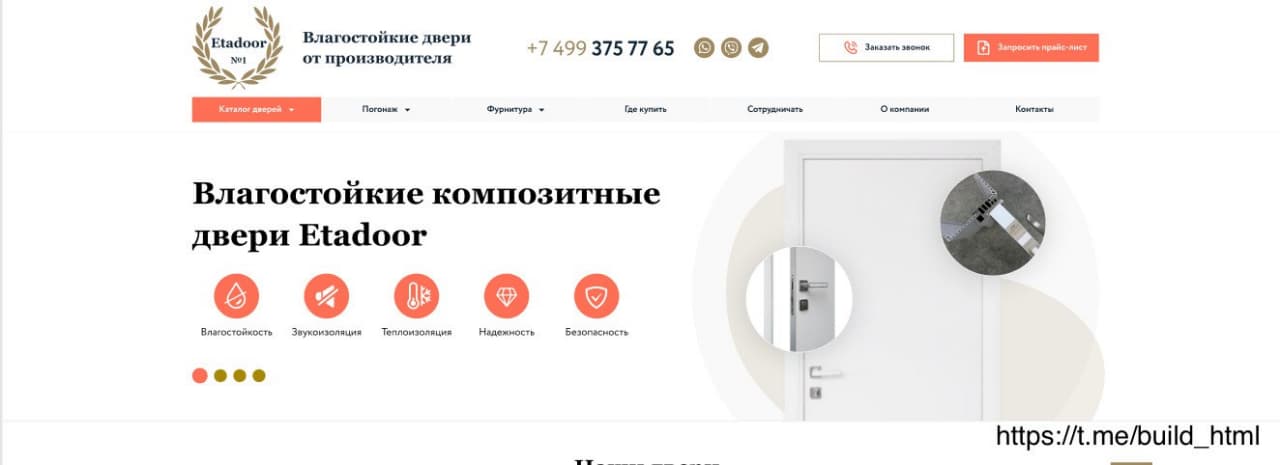 Etadoor
№1
Влагостойкие двери
от производителя
+7 499 375 77 65
Заказать звонок
Запросить прайс-лист
Каталог дверей
Погонаж
Фурнитура
Где купить
Сотрудничать
О компании
Контакты
Влагостойкие композитные
двери Etadoor
Влагостойкость
Звукоизоляция
Теплоизоляция
Надежность
Безопасность
https://t.me/build_html